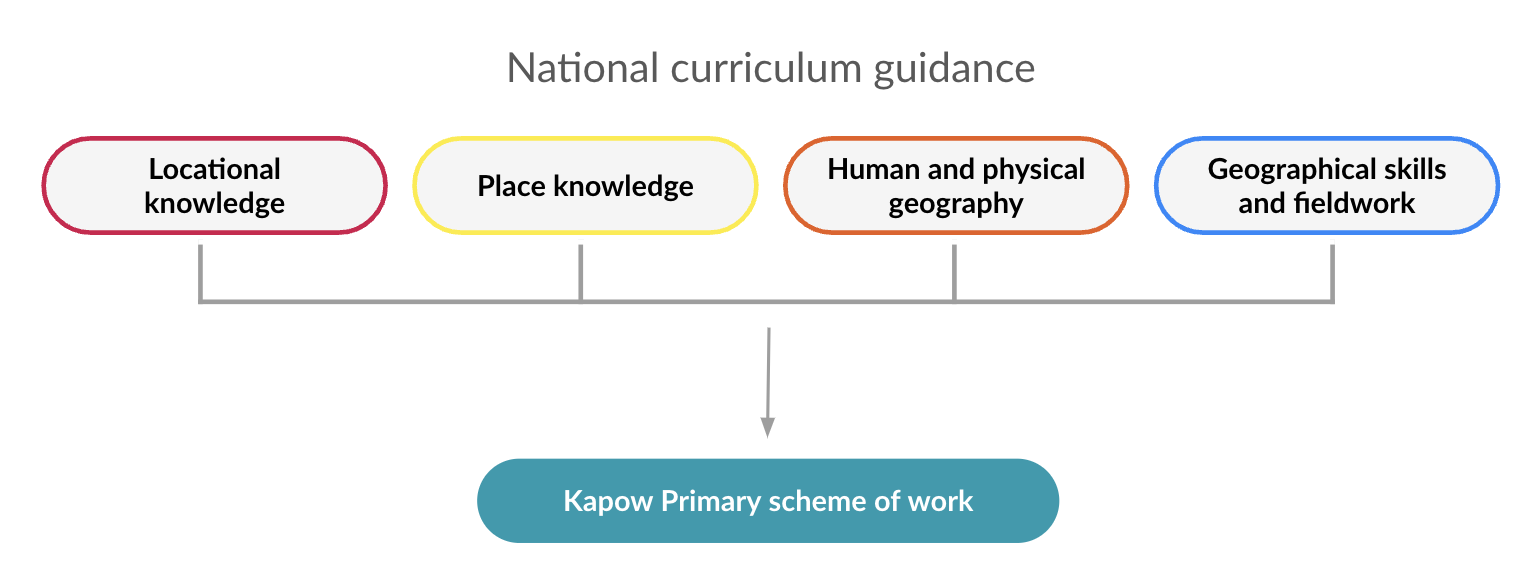 National curriculum guidance
Locational
knowledge
Place knowledge
Human and physical
geography
Geographical skills
and fieldwork
Kapow Primary scheme of work